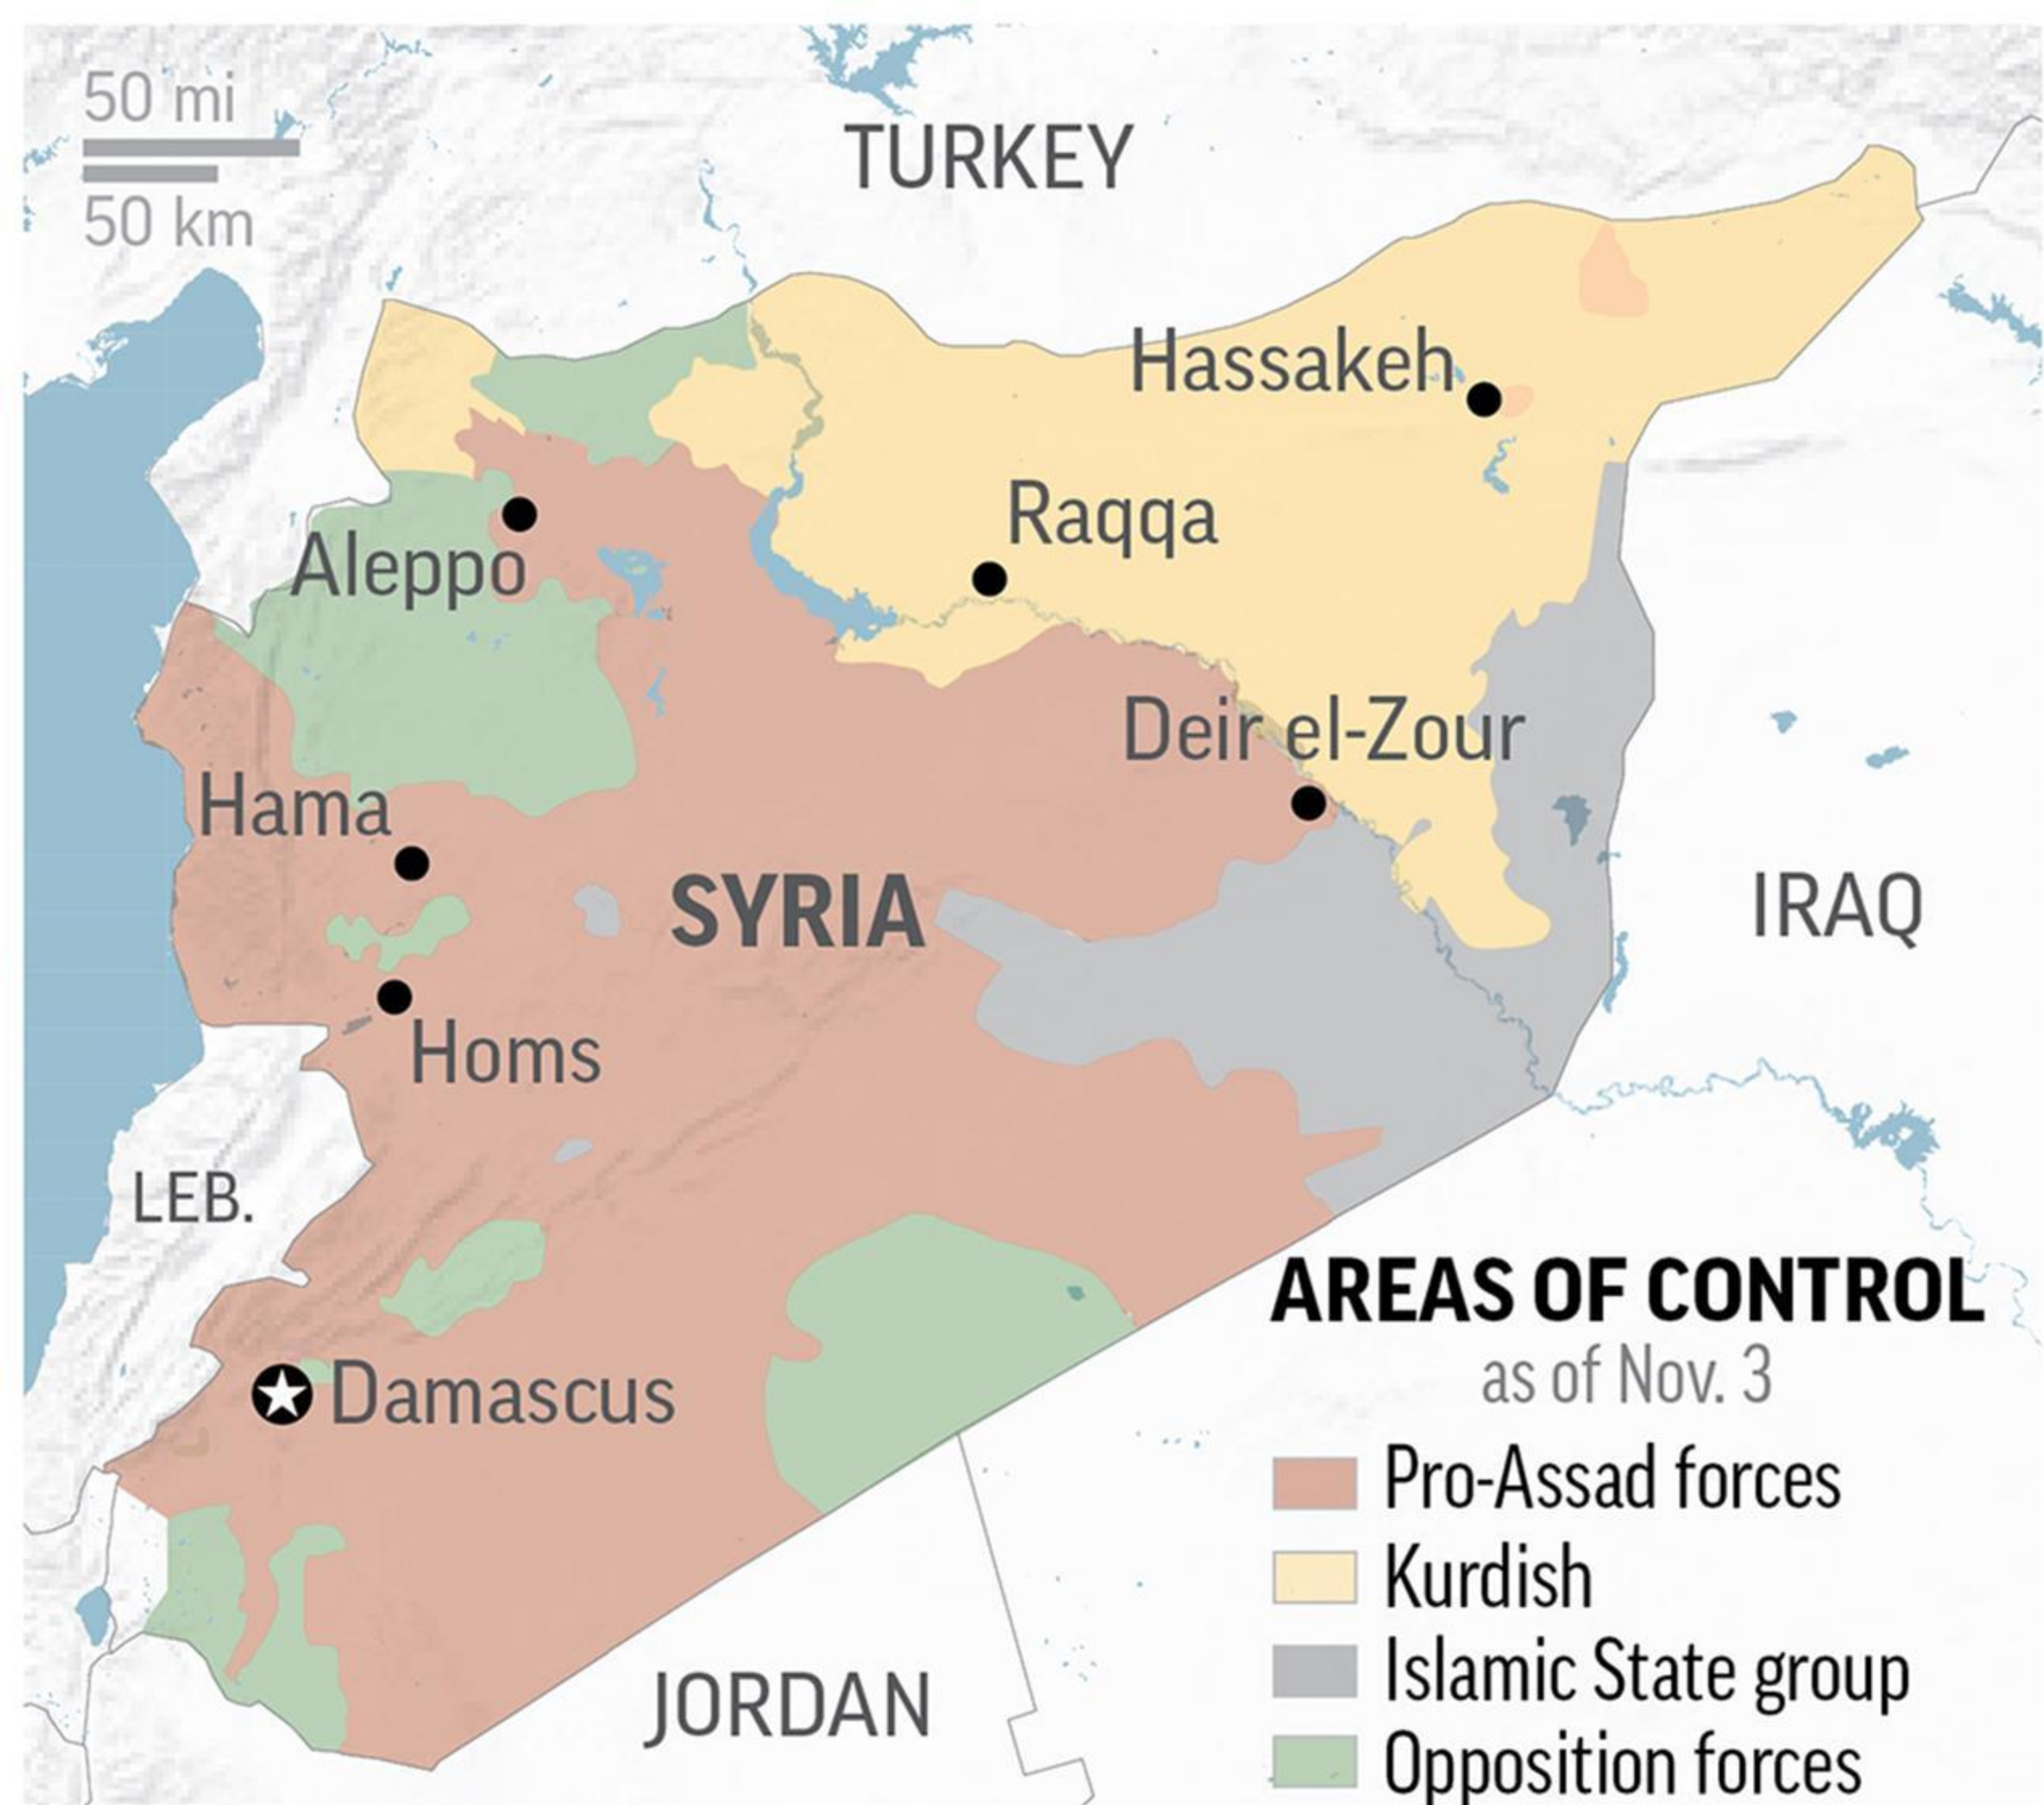 50 mi
50 km
TURKEY
Hassakeh
Raqqa
Aleppo
Deir el-Zour
Hama
SYRIA
IRAQ
Homs
LEB.
Damascus
JORDAN
AREAS OF CONTROL
as of Nov. 3
Pro-Assad forces
Kurdish
Islamic State group
Opposition forces